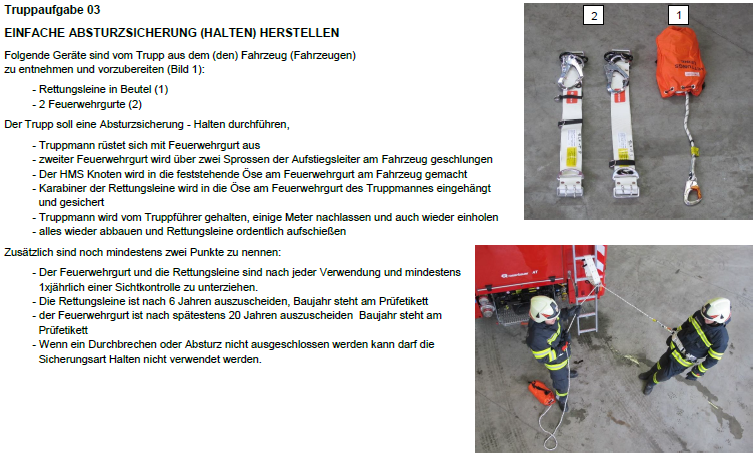 Truppaufgabe 03
EINFACHE ABSTURZSICHERUNG (HALTEN) HERSTELLEN
Folgende Geräte sind vom Trupp aus dem (den) Fahrzeug (Fahrzeugen)
zu entnehmen und vorzubereiten (Bild 1):
- Rettungsleine in Beutel (1)
- 2 Feuerwehrgurte (2)
Der Trupp soll eine Absturzsicherung - Halten durchführen,
- Truppmann rüstet sich mit Feuerwehrgurt aus
- zweiter Feuerwehrgurt wird über zwei Sprossen der Aufstiegsleiter am Fahrzeug geschlungen
- Der HMS Knoten wird in die feststehende Öse am Feuerwehrgurt am Fahrzeug gemacht
- Karabiner der Rettungsleine wird in die Öse am Feuerwehrgurt des Truppmannes eingehängt
und gesichert
- Truppmann wird vom Truppführer gehalten, einige Meter nachlassen und auch wieder einholen
- alles wieder abbauen und Rettungsleine ordentlich aufschießen
Zusätzlich sind noch mindestens zwei Punkte zu nennen:
- Der Feuerwehrgurt und die Rettungsleine sind nach jeder Verwendung und mindestens
1xjährlich einer Sichtkontrolle zu unterziehen.
- Die Rettungsleine ist nach 6 Jahren auszuscheiden, Baujahr steht am Prüfetikett
- der Feuerwehrgurt ist nach spätestens 20 Jahren auszuscheiden Baujahr steht am
Prüfetikett
- Wenn ein Durchbrechen oder Absturz nicht ausgeschlossen werden kann darf die
Sicherungsart Halten nicht verwendet werden.
2
1